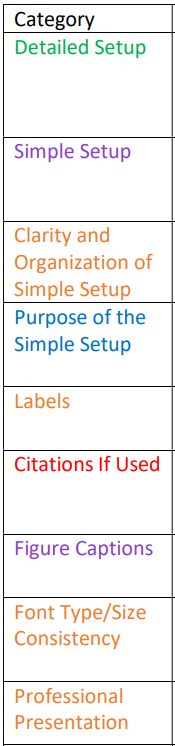 Category
Detailed Setup
Simple Setup
Clarity and
Organization of
Simple Setup
Purpose of the
Simple Setup
Labels
Citations If Used
Figure Captions
Font Type/Size
Consistency
Professional
Presentation